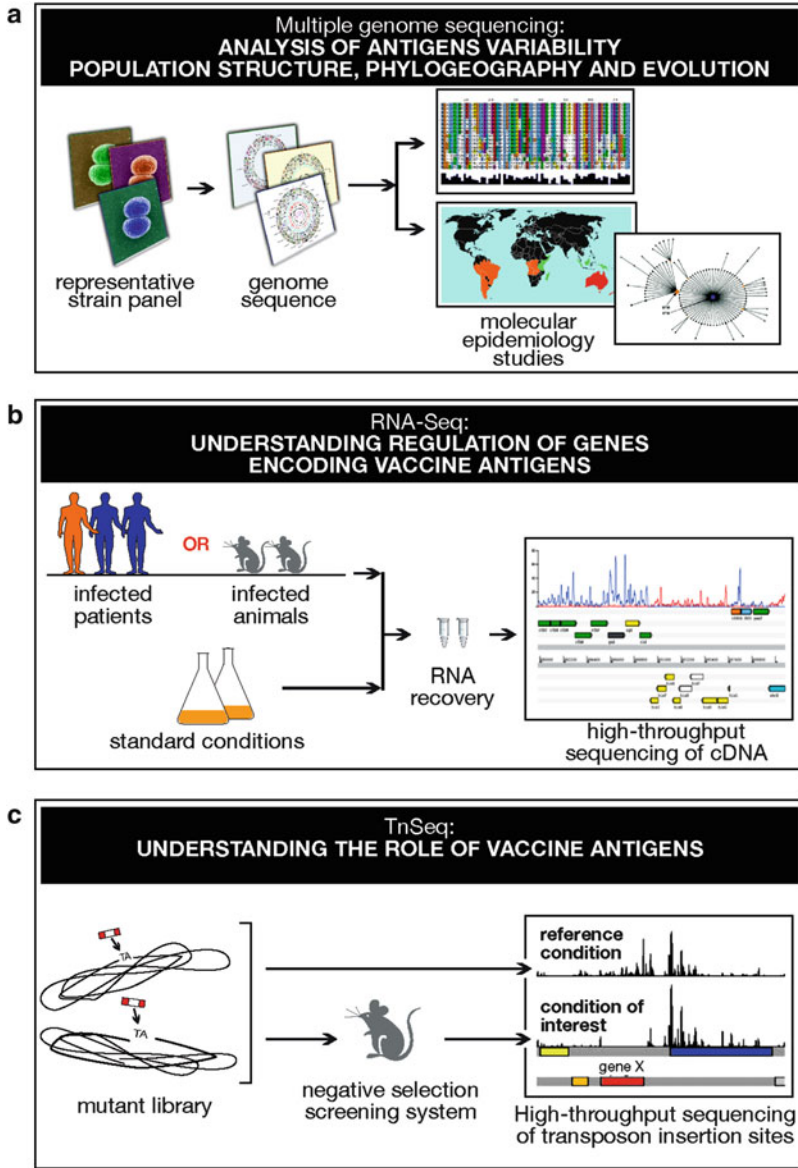 a
Multiple genome sequencing:
ANALYSIS OF ANTIGENS VARIABILITY
POPULATION STRUCTURE, PHYLOGEOGRAPHY AND EVOLUTION
representative
strain panel
genome
sequence
molecular
epidemiology
studies
b
RNA-Seq:
UNDERSTANDING REGULATION OF GENES
ENCODING VACCINE ANTIGENS
OR
infected
patients
infected
animals
standard conditions
RNA
recovery
high-throughput
sequencing of cDNA
c
TnSeq:
UNDERSTANDING THE ROLE OF VACCINE ANTIGENS
TA
TA
mutant library
negative selection
screening system
reference
condition
condition of
interest
gene X
High-throughput sequencing
of transposon insertion sites